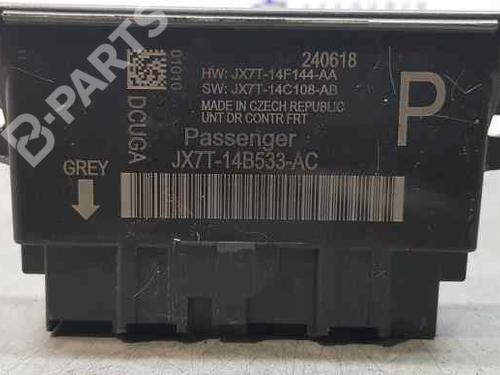 240618
HW: JX7T-14F144-AA
SW: JX7T-14C108-AB
MADE IN CZECH REPUBLIC
UNT DR CONTR FRT
Passenger
JX7T-14B533-AC
P
01010
DCUGA
GREY
B-PARTS